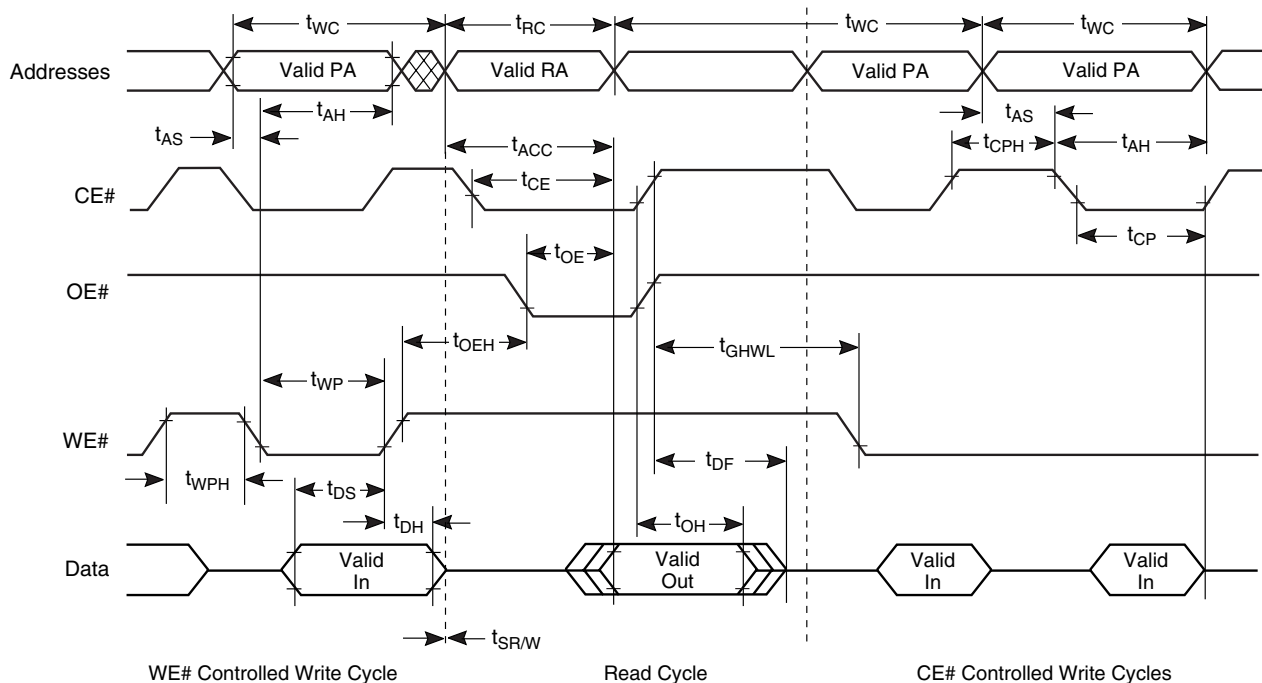 tWC tRC tWC tWC
Addresses Valid PA Valid RA Valid PA Valid PA
tAS tAH tACC tAS
tCPH tAH
CE# tCE
tCP
tOE
OE#
tOEH tGHWL
tWP
WE#
tWPH tDS tDF
tDH tOH
Data Valid In Valid Out Valid In Valid In
tSR/W
WE# Controlled Write Cycle Read Cycle CE# Controlled Write Cycles